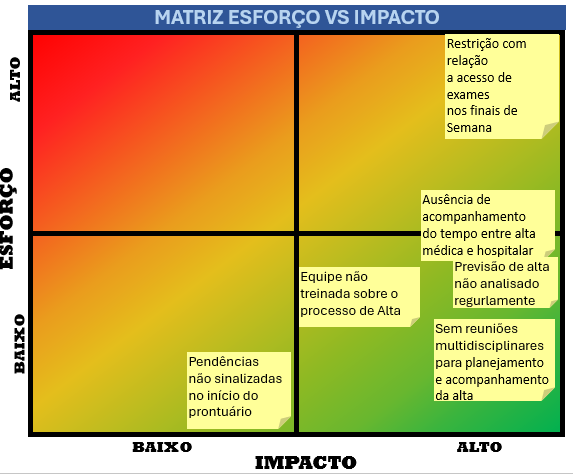 MATRIZ ESFORÇO VS IMPACTO
ALTO
ESFORÇO
BAIXO
Restrição com
relação
a acesso de
exames
nos finais de
Semana
Ausência de
acompanhamento
do tempo entre alta
médica e hospitalar
Previsão de alta
não analisado
regurlamente
Equipe não
treinada sobre o
processo de Alta
Sem reuniões
multidisciplinares
para planejamento
e acompanhamento
da alta
Pendências
não sinalizadas
no início do
prontuário
BAIXO
ALTO
IMPACTO